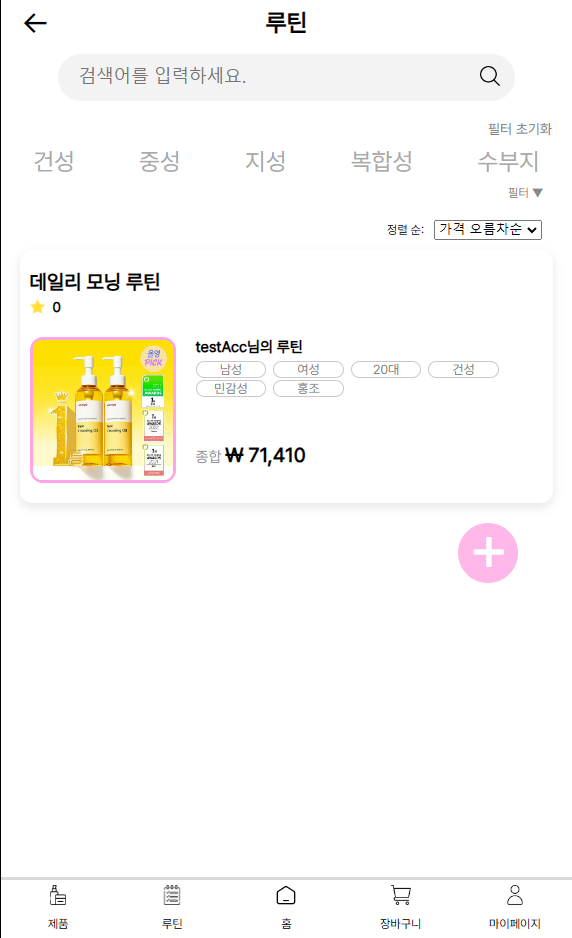 루틴
검색어를 입력하세요.
필터 초기화
건성 중성 지성 복합성 수부지
필터 ▼
정렬 순: 가격 오름차순
데일리 모닝 루틴
0
올영
PICK
testAcc님의 루틴
남성 여성 20대 건성
민감성 홍조
종합 ₩ 71,410
제품 루틴 홈 장바구니 마이페이지